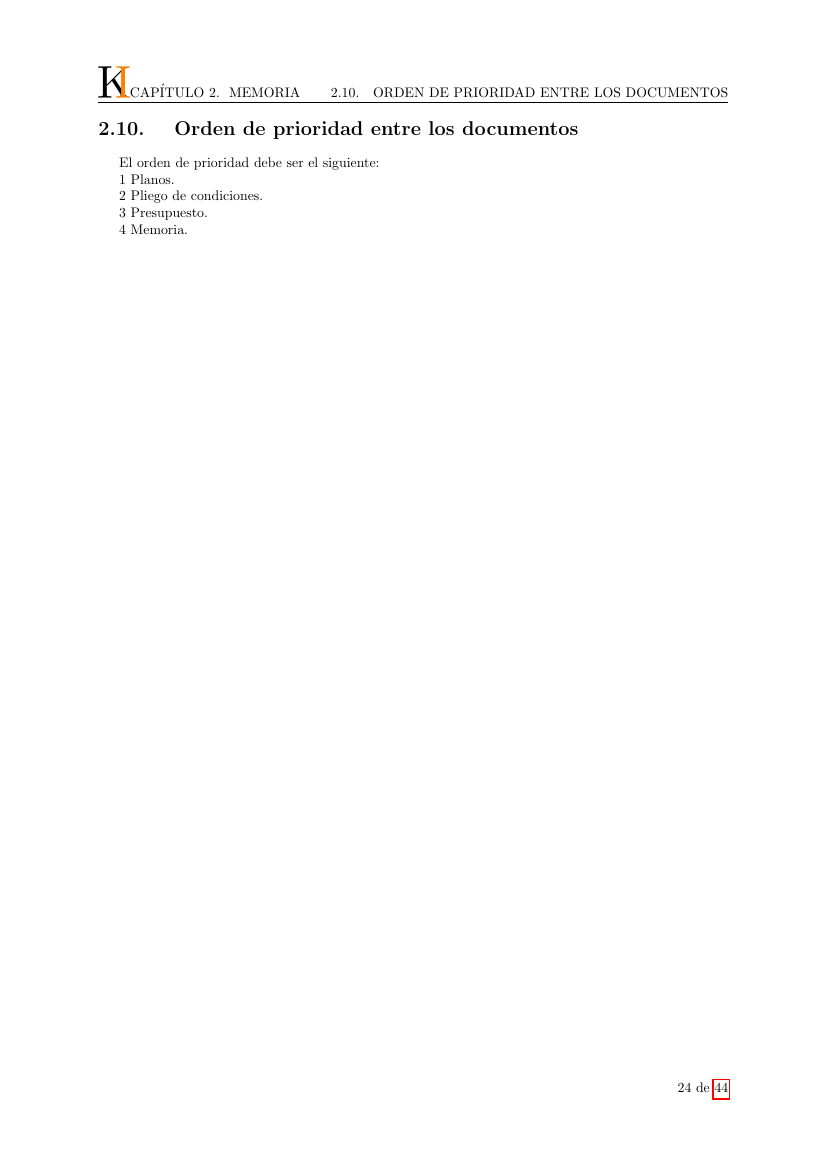 KI CAPÍTULO 2. MEMORIA 2.10. ORDEN DE PRIORIDAD ENTRE LOS DOCUMENTOS
2.10. Orden de prioridad entre los documentos
El orden de prioridad debe ser el siguiente:
1 Planos.
2 Pliego de condiciones.
3 Presupuesto.
4 Memoria.
24 de 44